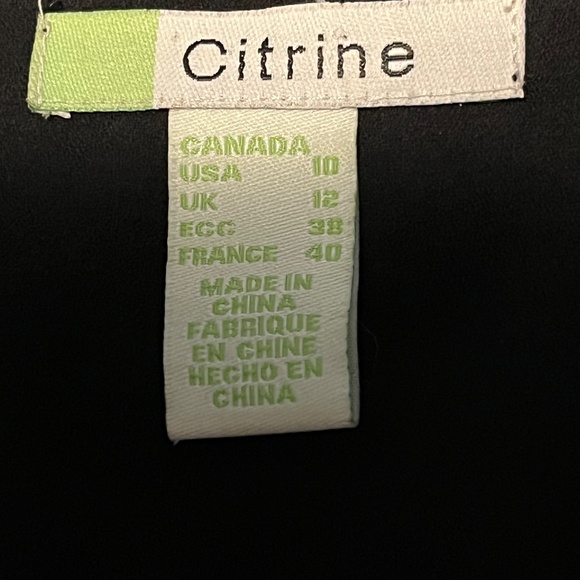 Citrine
CANADA
USA 10
UK 12
ECC 38
FRANCE 40
MADE IN
CHINA
FABRIQUE
EN CHINE
HECHO EN
CHINA